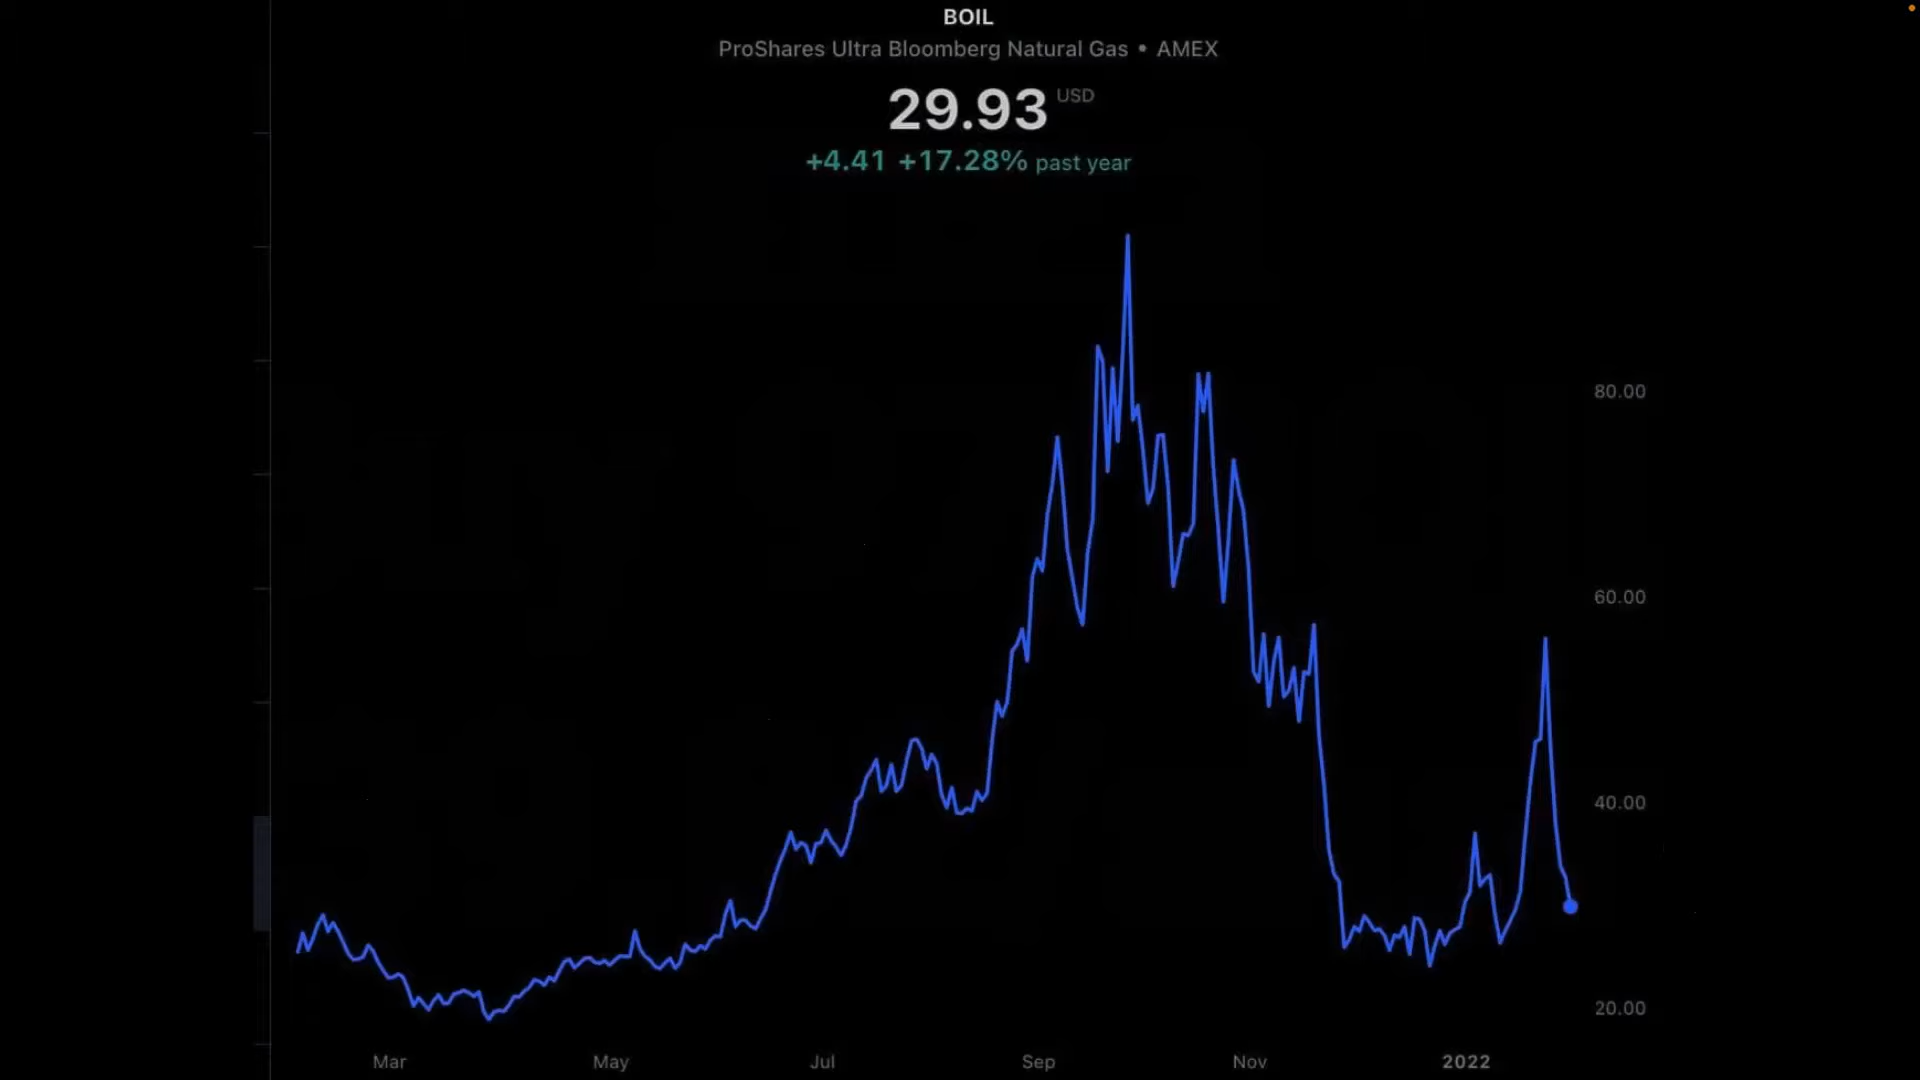 BOIL
ProShares Ultra Bloomberg Natural Gas • AMEX
29.93 USD
+4.41 +17.28% past year
80.00
60.00
40.00
20.00
Mar May Jul Sep Nov 2022